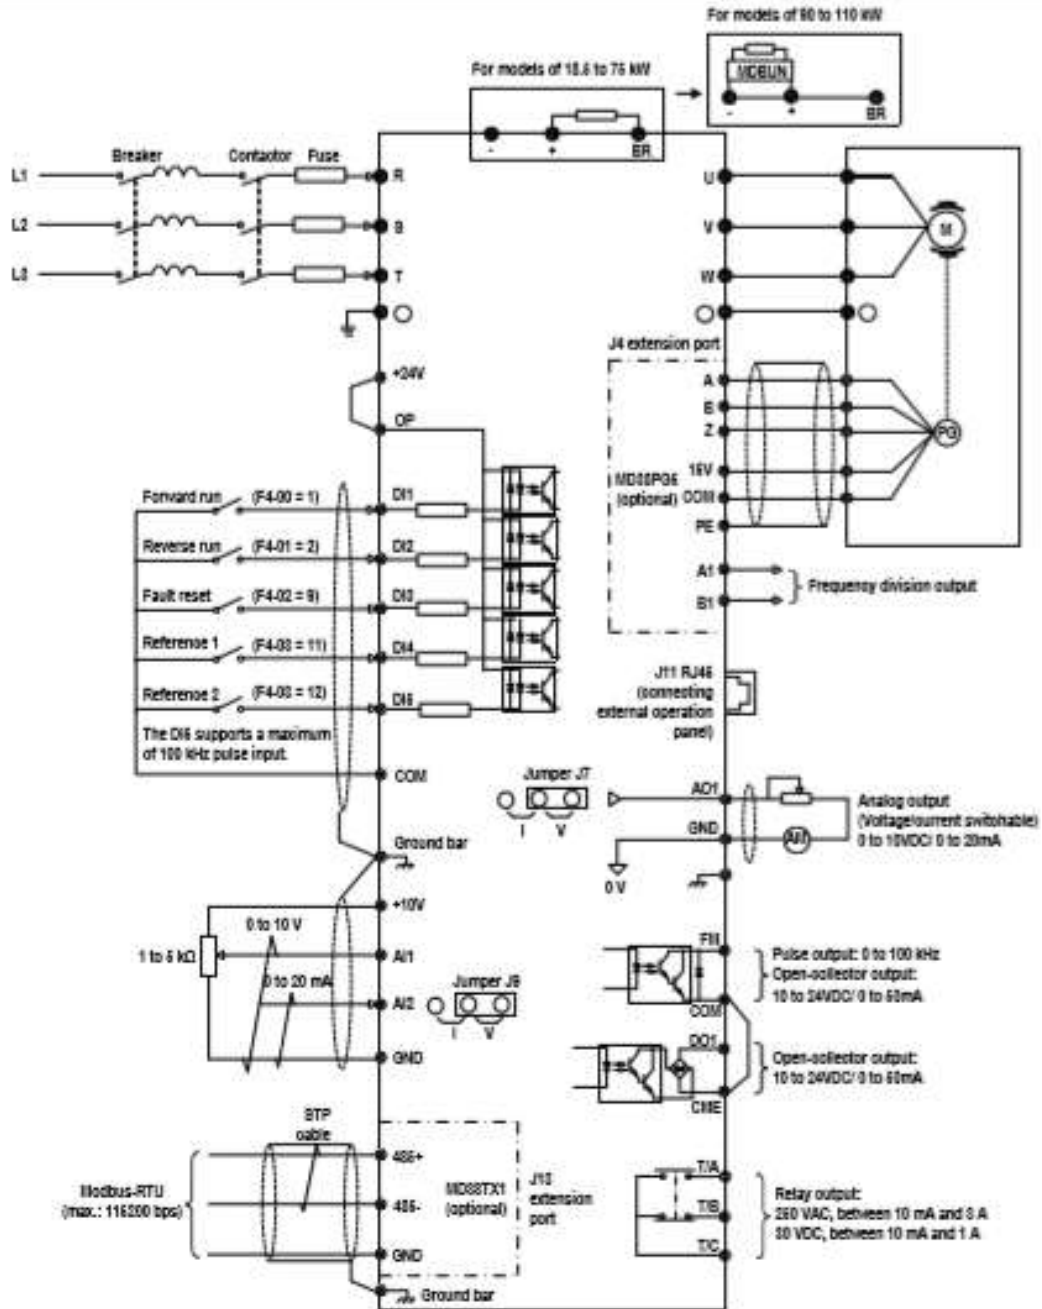 For models of 90 to 110 kW
For models of 18.5 to 75 kW
MDBUN
-
+
BR
-
+
BR
Breaker
Contactor
Fuse
L1
R
U
L2
S
V
M
L3
T
W
J4 extension port
+24V
A
OP
B
Z
PG
15V
(optional)
COM
PE
Forward run
(F4-00 = 1)
DI1
Reverse run
(F4-01 = 2)
DI2
A1
Frequency division output
B1
Fault reset
(F4-02 = 9)
DI3
Reference 1
(F4-03 = 11)
DI4
Reference 2
(F4-03 = 12)
DI5
J11 RJ45
(connecting
external operation
panel)
The DI5 supports a maximum
of 100 kHz pulse input.
COM
Jumper J7
I
V
AO1
GND
0 V
Analog output
(Voltage/current switchable)
0 to 10VDC/ 0 to 20mA
Ground bar
+10V
0 to 10 V
1 to 5 kΩ
AI1
0 to 20 mA
AI2
Jumper J9
I
V
GND
FM
COM
Pulse output: 0 to 100 kHz
Open-collector output:
10 to 24VDC/ 0 to 50mA
DO1
CME
Open-collector output:
10 to 24VDC/ 0 to 50mA
STP
cable
485+
Modbus-RTU
(max.: 115200 bps)
485-
GND
MD38TX1
(optional)
J13
extension
port
Ground bar
T/A
T/B
T/C
Relay output:
250 VAC, between 10 mA and 3 A
30 VDC, between 10 mA and 1 A